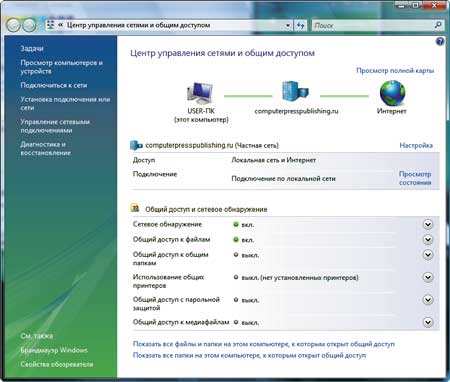 Центр управления сетями и общим доступом
Поиск
Задачи
Просмотр компьютеров и
устройств
Подключиться к сети
Установка подключения или
сети
Управление сетевыми
подключениями
Диагностика и
восстановление
См. также
Брандмауэр Windows
Свойства обозревателя
Центр управления сетями и общим доступом
Просмотр полной карты
USER-ПК
(этот компьютер)
computerpresspublishing.ru
Интернет
computerpresspublishing.ru (Частная сеть)
Настройка
Доступ
Локальная сеть и Интернет
Подключение
Подключение по локальной сети
Просмотр
состояния
Общий доступ и сетевое обнаружение
Сетевое обнаружение
вкл.
Общий доступ к файлам
вкл.
Общий доступ к общим
папкам
выкл.
Использование общих
принтеров
выкл. (нет установленных принтеров)
Общий доступ с парольной
защитой
выкл.
Общий доступ к медиафайлам
выкл.
Показать все файлы и папки на этом компьютере, к которым открыт общий доступ
Показать все папки на этом компьютере, к которым открыт общий доступ